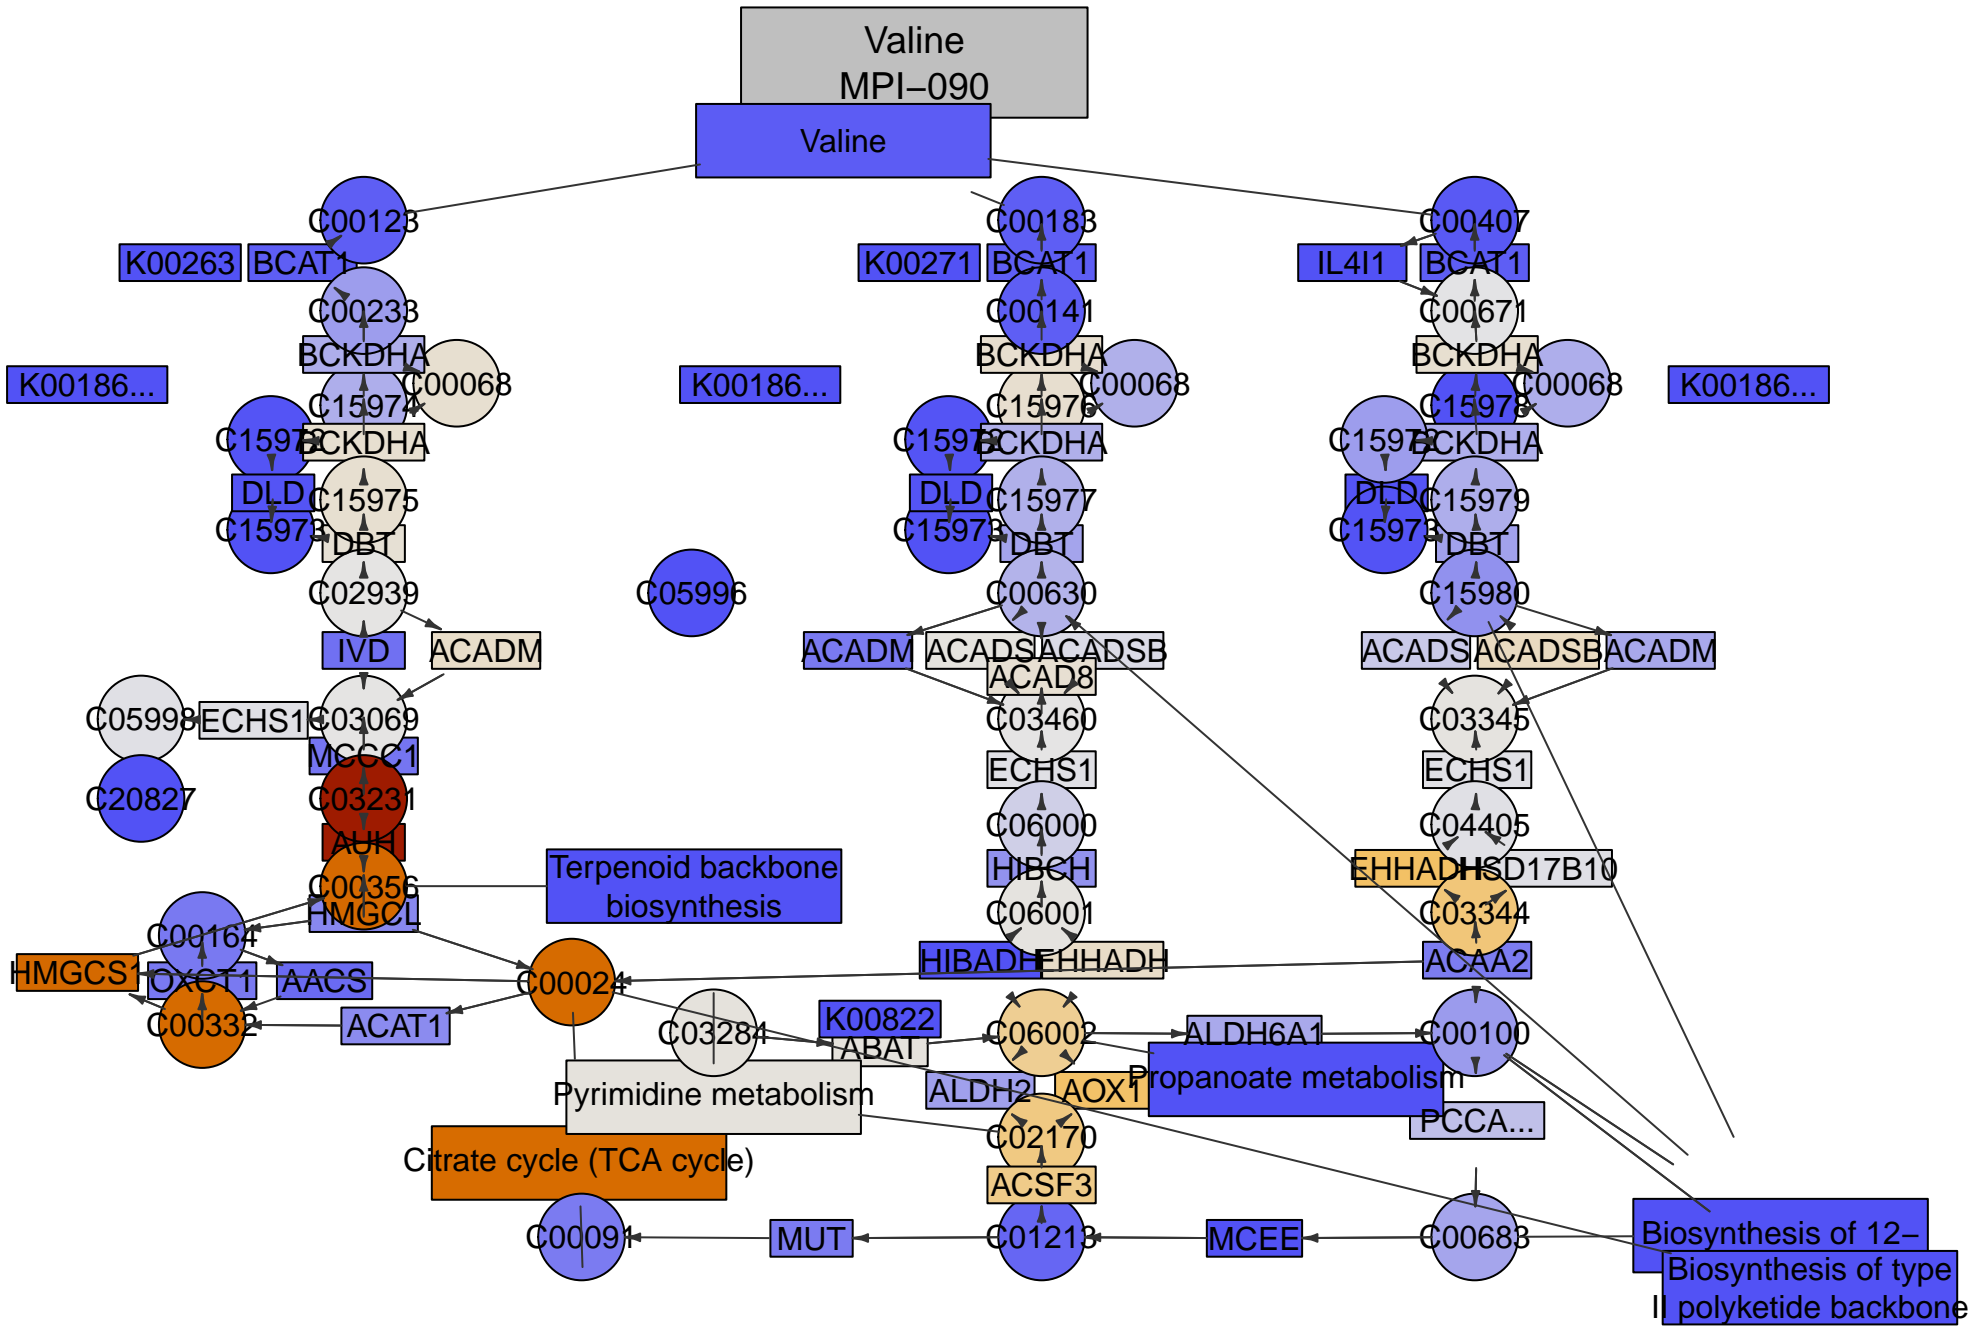 Valine
MPI−090
Valine
C00123
C00183
C00407
K00263
BCAT1
K00271
BCAT1
IL4I1
BCAT1
C00233
C00141
C00671
BCKDHA
BCKDHA
BCKDHA
K00186...
C00068
K00186...
C00068
C00068
K00186...
C15974
C15976
C15978
C15972
BCKDHA
C15972
BCKDHA
C15972
BCKDHA
DLD
C15975
DLD
C15977
DLD
C15979
C15973
DBT
C15973
DBT
C15973
DBT
C02939
C05996
C00630
C15980
IVD
ACADM
ACADM
ACADS
ACADSB
ACADS
ACADSB
ACADM
ACAD8
C05998
ECHS1
C03069
C03460
C03345
MCCC1
ECHS1
ECHS1
C20827
C03231
C06000
C04405
AUH
Terpenoid backbone
biosynthesis
HIBCH
EHHADH
HSD17B10
C00356
HMGCL
C06001
C03344
C00164
HMGCS1
OXCT1
AACS
C00024
HIBADH
EHHADH
ACAA2
C00332
ACAT1
C03284
K00822
ABAT
C06002
ALDH6A1
C00100
Pyrimidine metabolism
ALDH2
AOX1
Propanoate metabolism
PCCA...
C02170
Citrate cycle (TCA cycle)
ACSF3
C00091
MUT
C01213
MCEE
C00683
Biosynthesis of 12−
Biosynthesis of type
II polyketide backbone